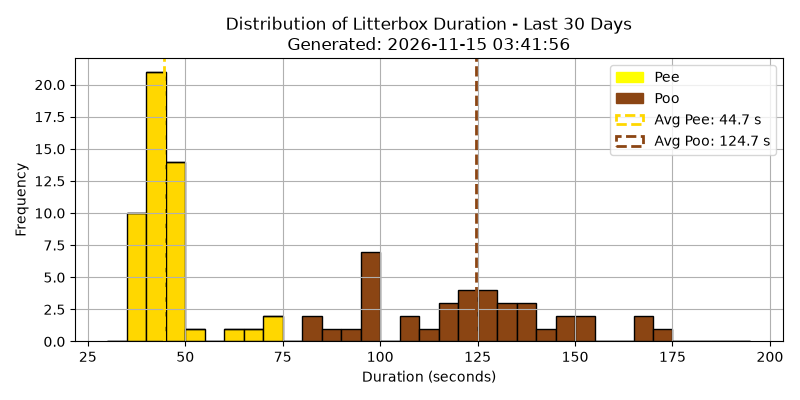 Distribution of Litterbox Duration - Last 30 Days
Generated: 2026-11-15 03:41:56
Pee
Poo
Avg Pee: 44.7 s
Avg Poo: 124.7 s
Frequency
20.0
17.5
15.0
12.5
10.0
7.5
5.0
2.5
0.0
25 50 75 100 125 150 175 200
Duration (seconds)